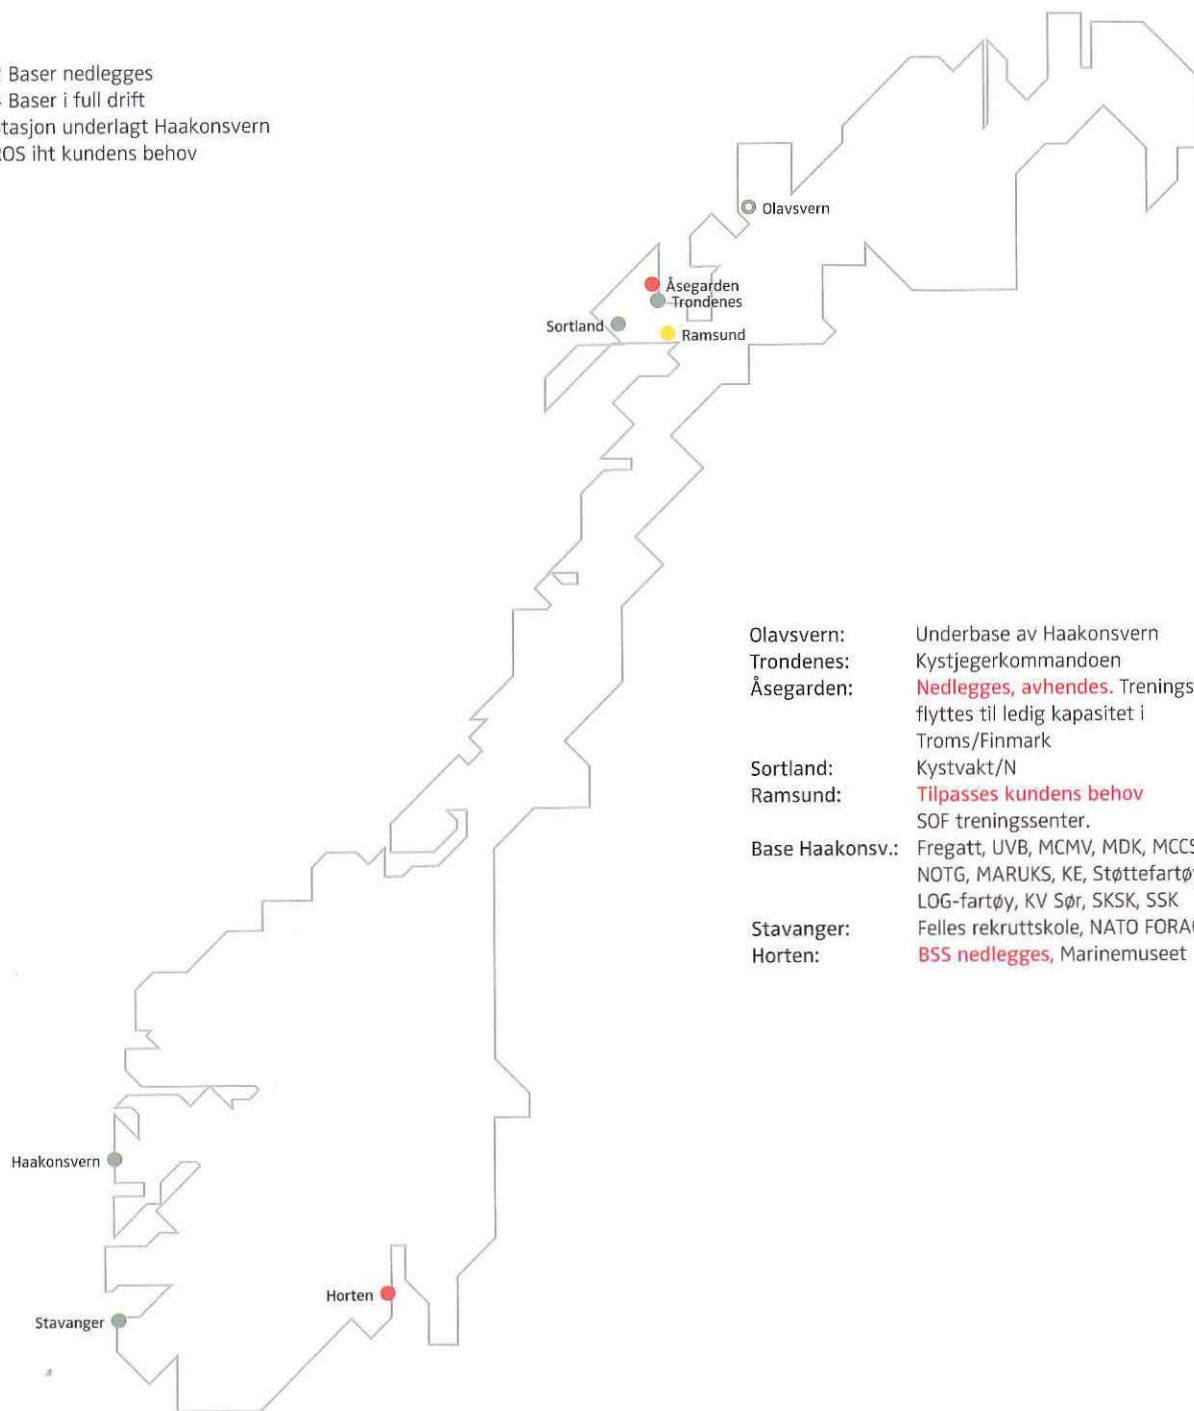 Baser nedlegges
Baser i full drift
tasjon underlagt Haakonsvern
ROS iht kundens behov
Olavsvern
Åsegarden
Trondenes
Sortland
Ramsund
Olavsvern: Underbase av Haakonsvern
Trondenes: Kystjegerkommandoen
Åsegarden: Nedlegges, avhendes. Trenings
flyttes til ledig kapasitet i
Troms/Finmark
Sortland: Kystvakt/N
Ramsund: Tilpasses kundens behov
SOF treningssenter.
Base Haakonsv.: Fregatt, UVB, MCMV, MDK, MCCS
NOTG, MARUKS, KE, Støttefartø
LOG-fartøy, KV Sør, SKSK, SSK
Stavanger: Felles rekruttskole, NATO FORA
Horten: BSS nedlegges, Marinemuseet
Haakonsvern
Horten
Stavanger